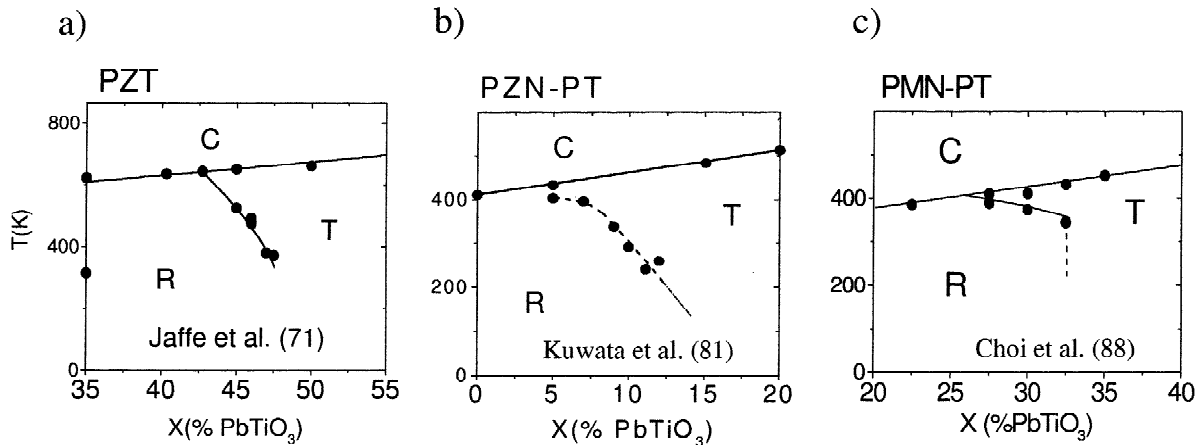 a)
PZT
800
400
0
T(K)
C
T
R
Jaffe et al. (71)
35 40 45 50 55
X(% PbTiO3)
b)
PZN-PT
400
200
0
C
T
R
Kuwata et al. (81)
0 5 10 15 20
X(% PbTiO3)
c)
PMN-PT
400
200
0
C
T
R
Choi et al. (88)
20 25 30 35 40
X (%PbTiO3)